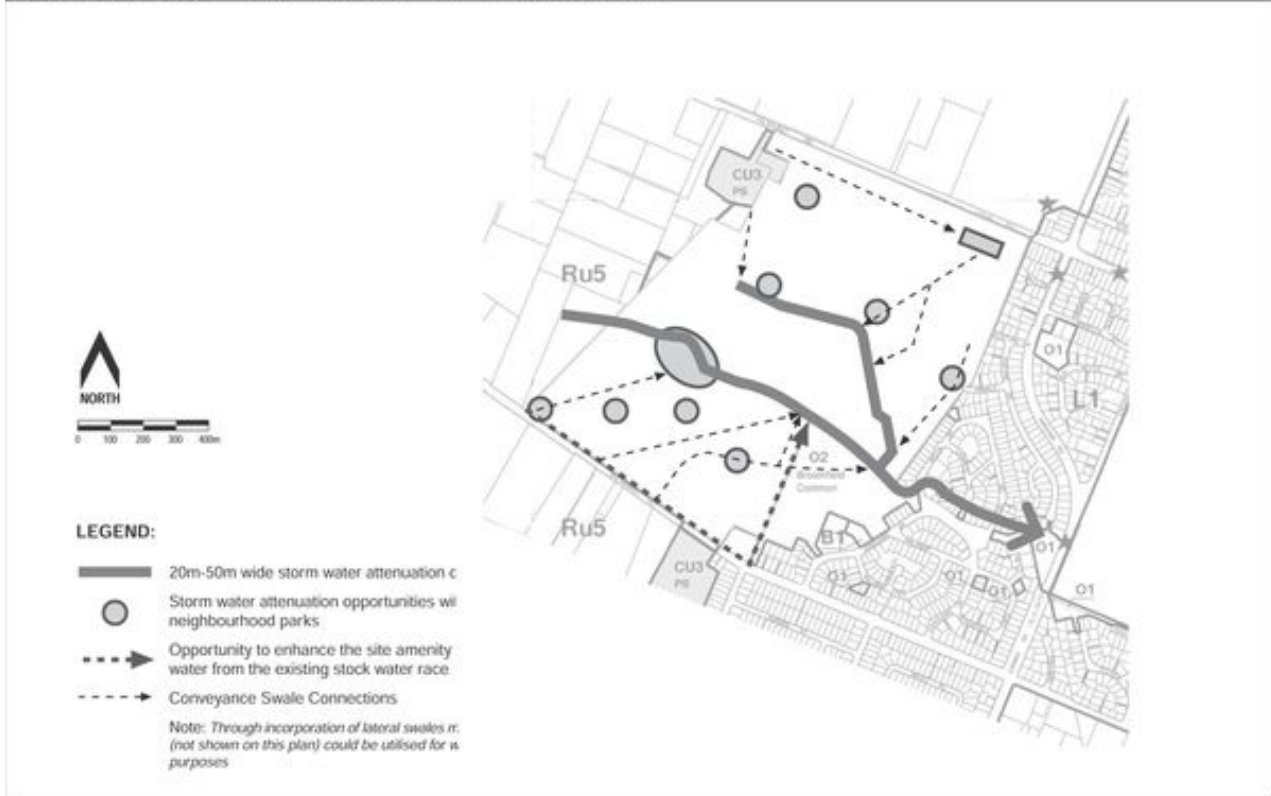 CU3
PS
Ru5
O1
L1
NORTH
0 100 200 300 400m
O2
Broomfield
Common
LEGEND:
Ru5
B1
O1
CU3
PS
O1
O1
O1
O1
20m-50m wide storm water attenuation c
Storm water attenuation opportunities wi
neighbourhood parks
Opportunity to enhance the site amenity
water from the existing stock water race
Conveyance Swale Connections
Note: Through incorporation of lateral swales m
(not shown on this plan) could be utilised for w
purposes